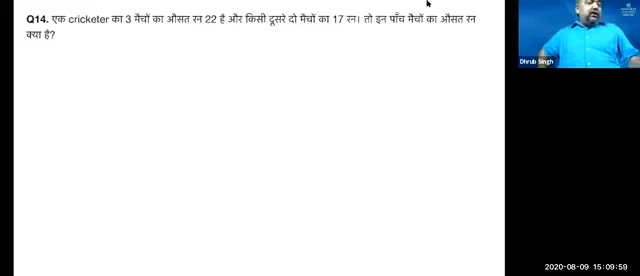 Q14. एक cricketer का 3 मैचों का औसत रन 22 है और किसी दूसरे दो मैचों का 17 रन। तो इन पाँच मैचों का औसत रन
क्या है?
Dhrub Singh
2020-08-09 15:09:59